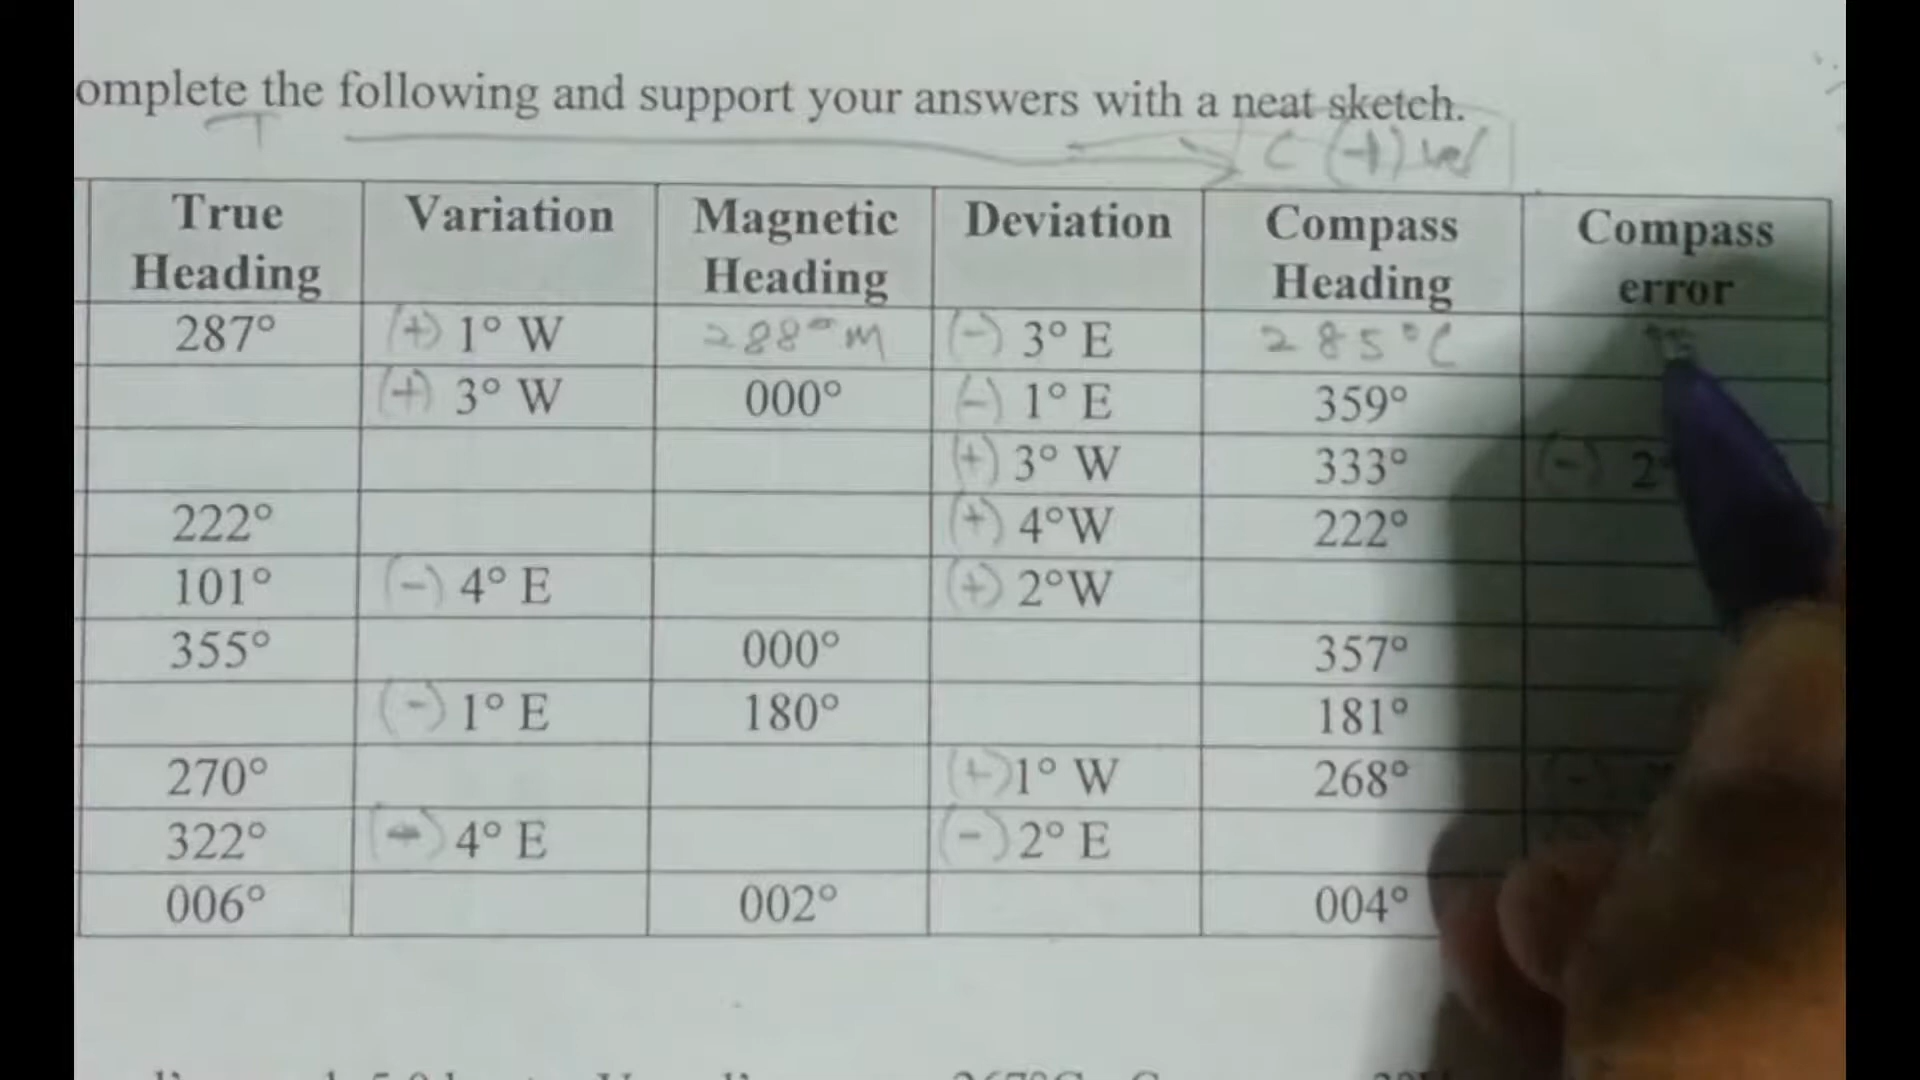 omplete the following and support your answers with a neat sketch.
T C (+) west
True Heading Variation Magnetic Heading Deviation Compass Heading Compass error
287° (+) 1° W 288° M (-) 3° E 285° C
(+) 3° W 000° (-) 1° E 359°
(+) 3° W 333° (-) 2°
222° (+) 4°W 222°
101° (-) 4° E (+) 2°W
355° 000° 357°
(-) 1° E 180° 181°
270° (+) 1° W 268° (-)
322° (-) 4° E (-) 2° E
006° 002° 004°